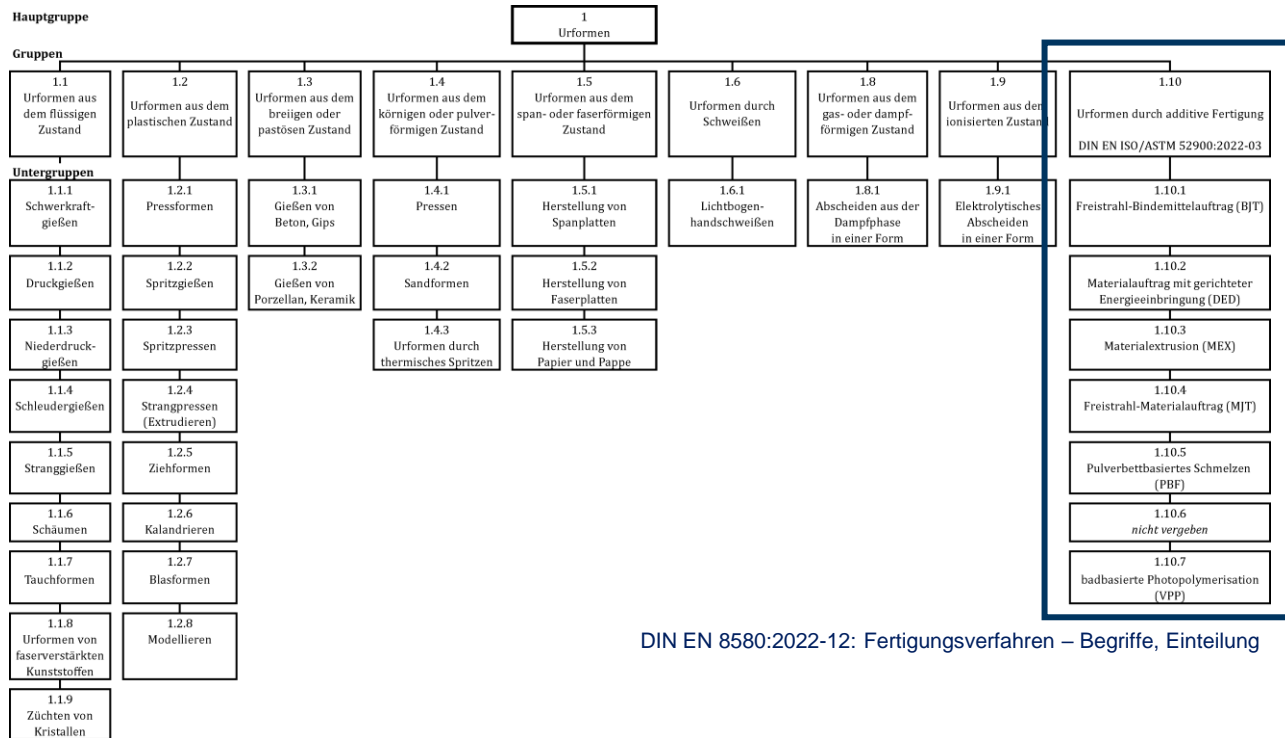 Hauptgruppe
1
Urformen
Gruppen
1.1
Urformen aus
dem flüssigen
Zustand
1.2
Urformen aus dem
plastischen Zustand
1.3
Urformen aus dem
breiigen oder
pastösen Zustand
1.4
Urformen aus dem
körnigen oder pulver-
förmigen Zustand
1.5
Urformen aus dem
span- oder faserförmigen
Zustand
1.6
Urformen durch
Schweißen
1.8
Urformen aus dem
gas- oder dampf-
förmigen Zustand
1.9
Urformen aus dem
ionisierten Zustand
1.10
Urformen durch additive Fertigung
DIN EN ISO/ASTM 52900:2022-03
Untergruppen
1.1.1
Schwerkraft-
gießen
1.1.2
Druckgießen
1.1.3
Niederdruck-
gießen
1.1.4
Schleudergießen
1.1.5
Stranggießen
1.1.6
Schäumen
1.1.7
Tauchformen
1.1.8
Urformen von
faserverstärkten
Kunststoffen
1.1.9
Züchten von
Kristallen
1.2.1
Pressformen
1.2.2
Spritzgießen
1.2.3
Spritzpressen
1.2.4
Strangpressen
(Extrudieren)
1.2.5
Ziehformen
1.2.6
Kalandrieren
1.2.7
Blasformen
1.2.8
Modellieren
1.3.1
Gießen von
Beton, Gips
1.3.2
Gießen von
Porzellan, Keramik
1.4.1
Pressen
1.4.2
Sandformen
1.4.3
Urformen durch
thermisches Spritzen
1.5.1
Herstellung von
Spanplatten
1.5.2
Herstellung von
Faserplatten
1.5.3
Herstellung von
Papier und Pappe
1.6.1
Lichtbogen-
handschweißen
1.8.1
Abscheiden aus der
Dampfphase
in einer Form
1.9.1
Elektrolytisches
Abscheiden
in einer Form
1.10.1
Freistrahl-Bindemittelauftrag (BJT)
1.10.2
Materialauftrag mit gerichteter
Energieeinbringung (DED)
1.10.3
Materialextrusion (MEX)
1.10.4
Freistrahl-Materialauftrag (MJT)
1.10.5
Pulverbettbasiertes Schmelzen
(PBF)
1.10.6
nicht vergeben
1.10.7
badbasierte Photopolymerisation
(VPP)
DIN EN 8580:2022-12: Fertigungsverfahren – Begriffe, Einteilung